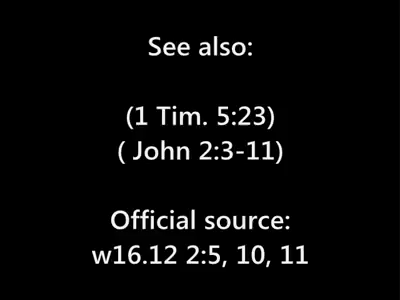 See also:
(1 Tim. 5:23)
( John 2:3-11)
Official source:
w16.12 2:5, 10, 11